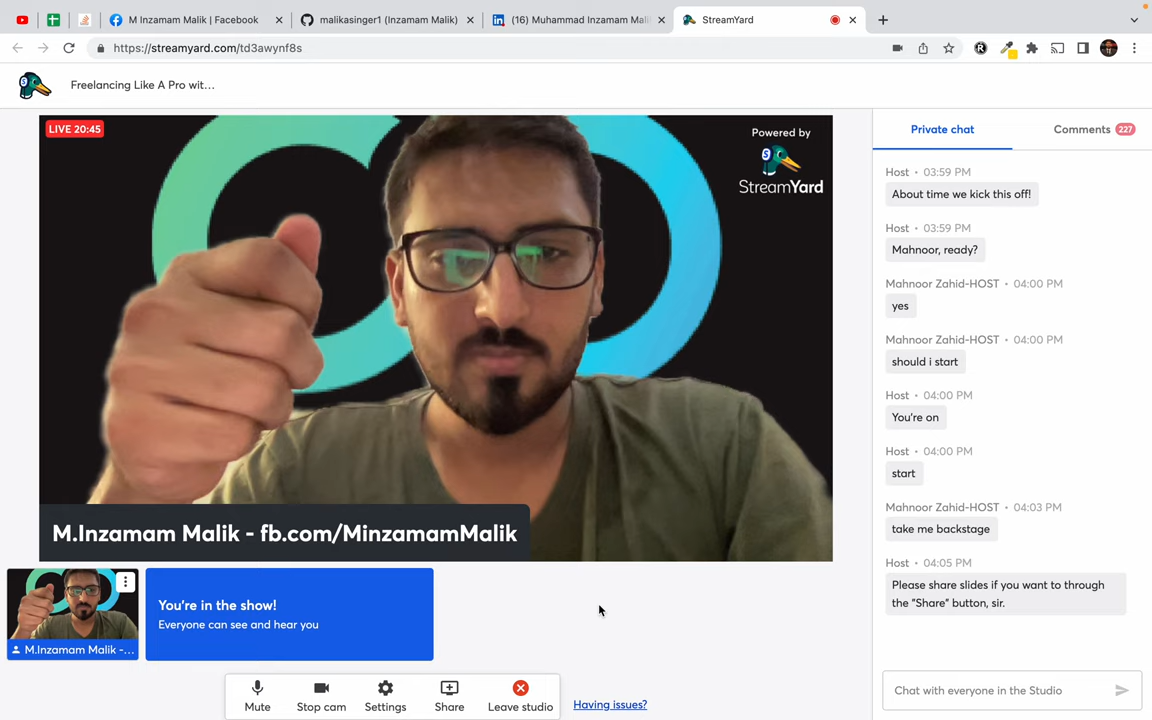 M Inzamam Malik | Facebook
malikasinger1 (Inzamam Malik)
(16) Muhammad Inzamam Mali
StreamYard
https://streamyard.com/td3awynf8s
Freelancing Like A Pro wit...
LIVE 20:45
Powered by
StreamYard
M.Inzamam Malik - fb.com/MinzamamMalik
M.Inzamam Malik -...
You're in the show!
Everyone can see and hear you
Mute
Stop cam
Settings
Share
Leave studio
Having issues?
Private chat
Comments 227
Host • 03:59 PM
About time we kick this off!
Host • 03:59 PM
Mahnoor, ready?
Mahnoor Zahid-HOST • 04:00 PM
yes
Mahnoor Zahid-HOST • 04:00 PM
should i start
Host • 04:00 PM
You're on
Host • 04:00 PM
start
Mahnoor Zahid-HOST • 04:03 PM
take me backstage
Host • 04:05 PM
Please share slides if you want to through
the "Share" button, sir.
Chat with everyone in the Studio